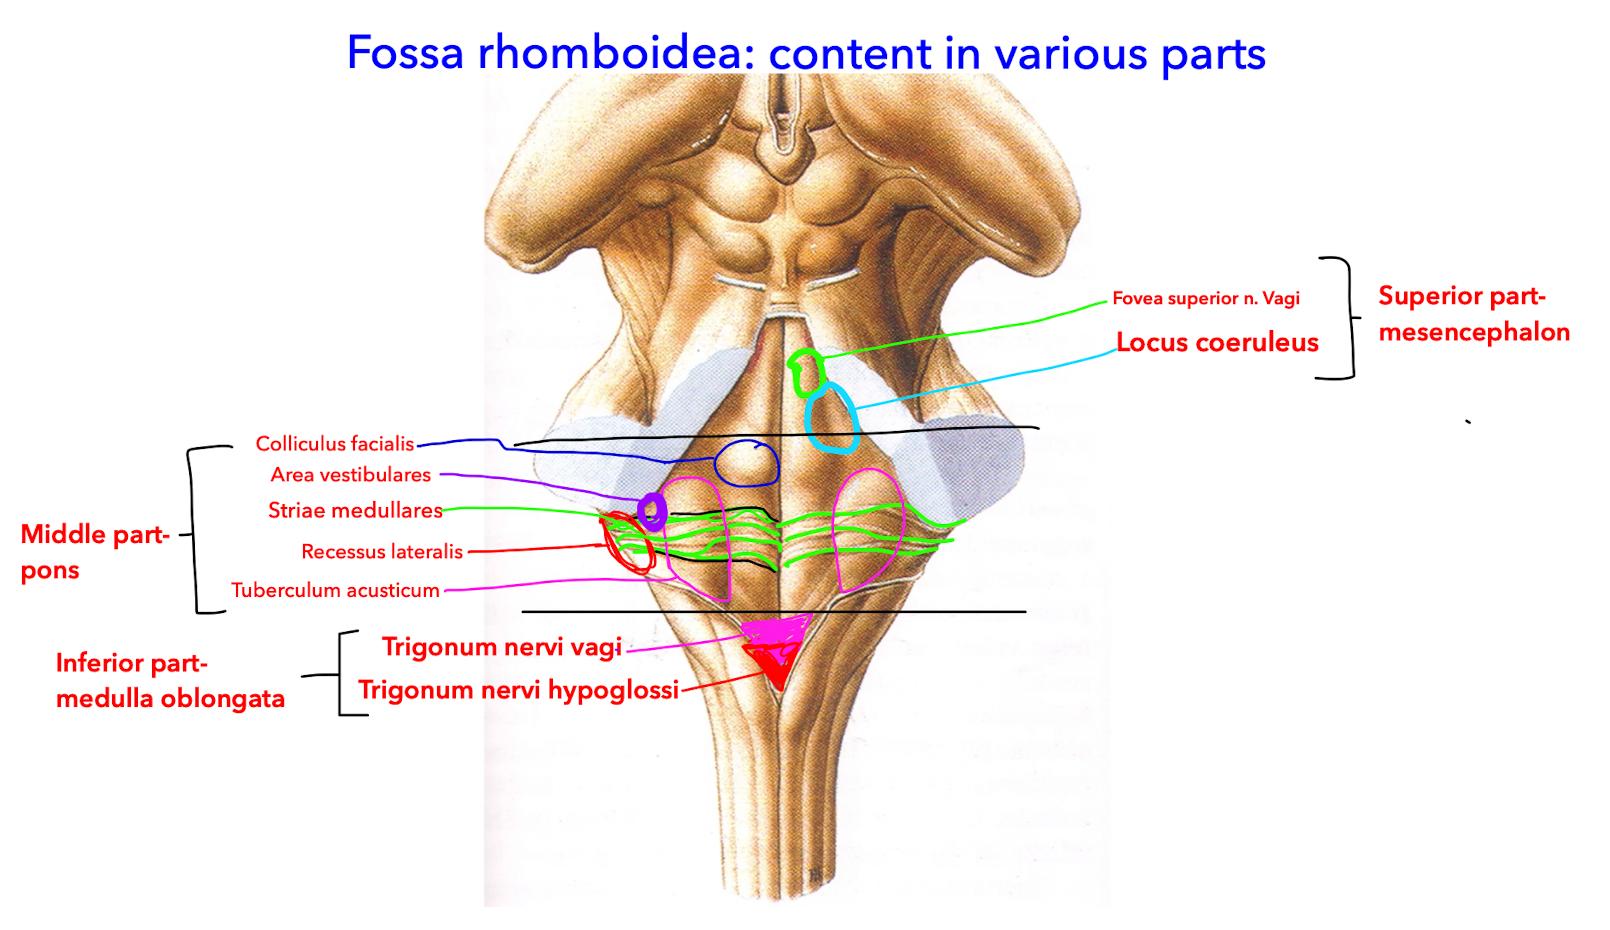 Fossa rhomboidea: content in various parts
Fovea superior n. Vagi
Locus coeruleus
Superior part-
mesencephalon
Colliculus facialis
Area vestibulares
Striae medullares
Recessus lateralis
Tuberculum acusticum
Middle part-
pons
Trigonum nervi vagi
Trigonum nervi hypoglossi
Inferior part-
medulla oblongata